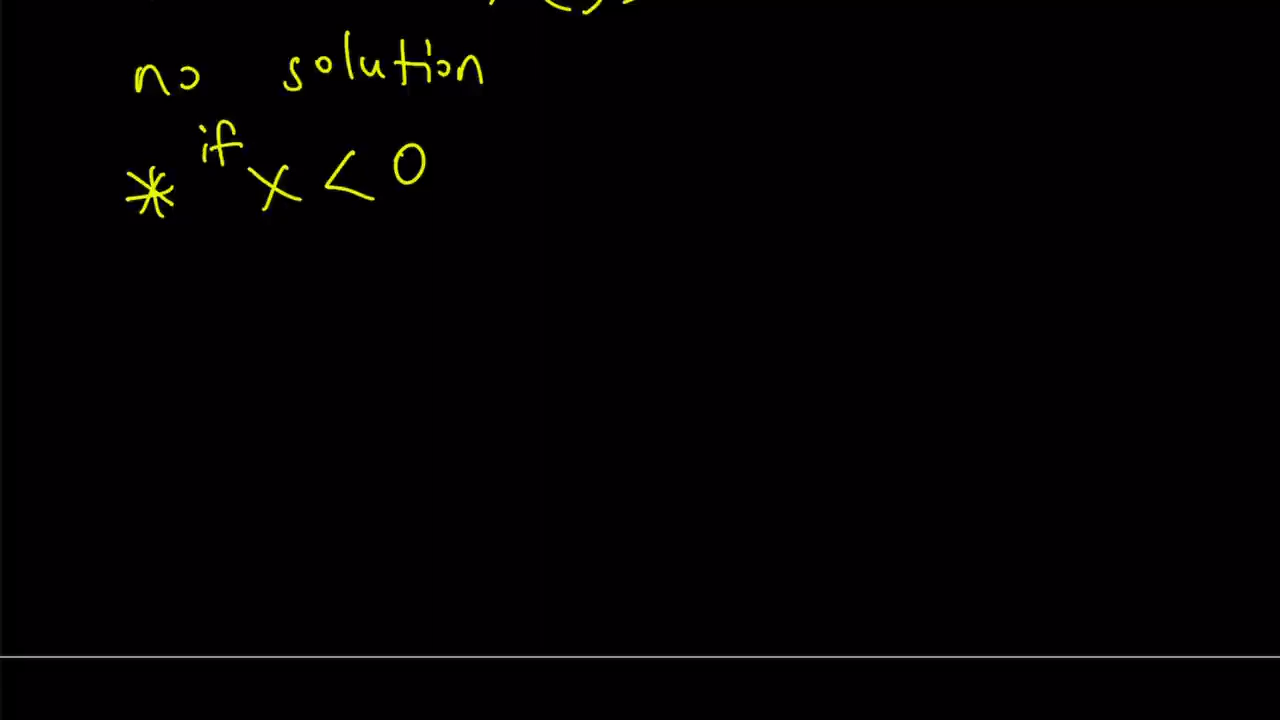 no solution
* if x < 0